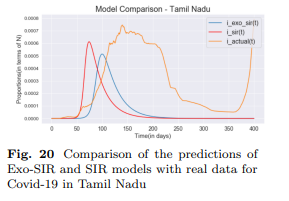 Model Comparison - Tamil Nadu
0.0008
0.0007
0.0006
0.0005
0.0004
0.0003
0.0002
0.0001
0.0000
Proportions(in terms of N)
i_exo_sir(t)
i_sir(t)
i_actual(t)
0 50 100 150 200 250 300 350 400
Time(in days)
Fig. 20 Comparison of the predictions of
Exo-SIR and SIR models with real data for
Covid-19 in Tamil Nadu